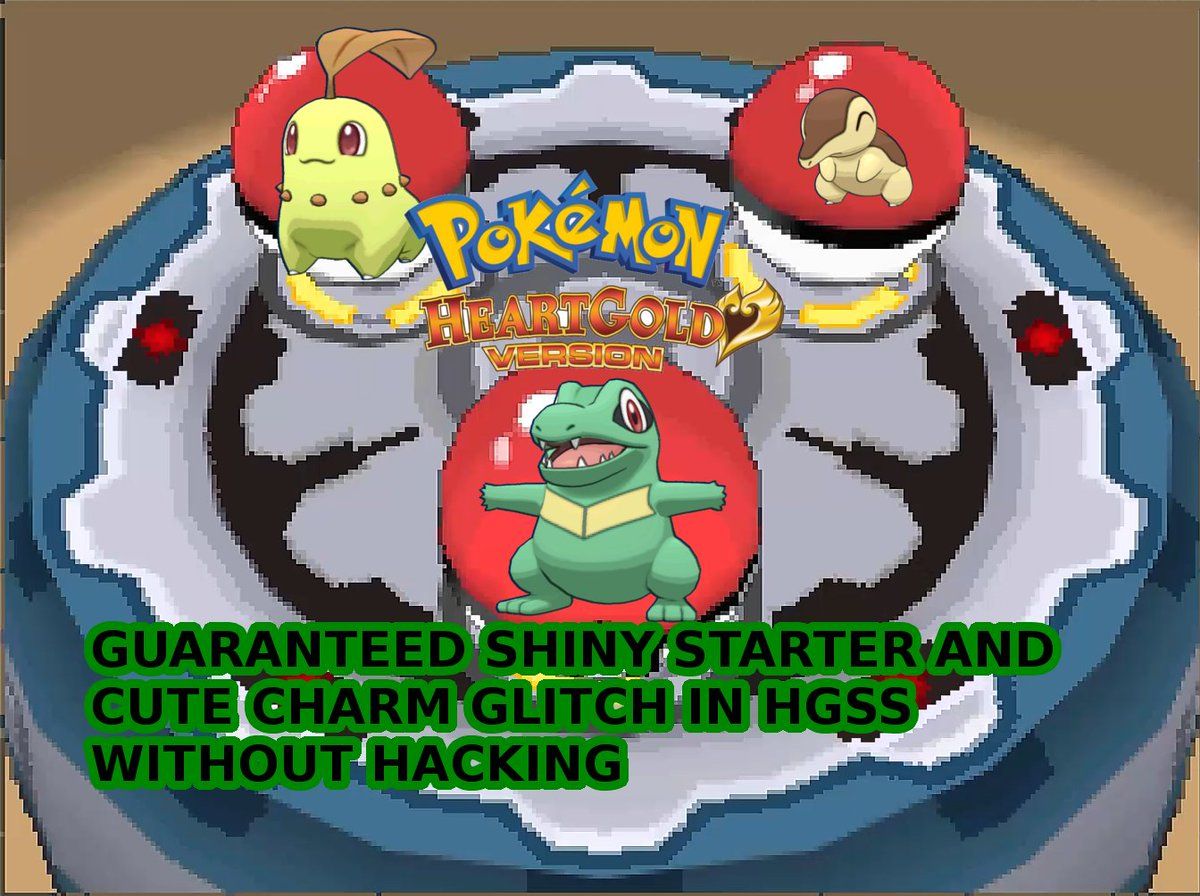 POKéMON
HEARTGOLD
VERSION
GUARANTEED SHINY STARTER AND
CUTE CHARM GLITCH IN HGSS
WITHOUT HACKING